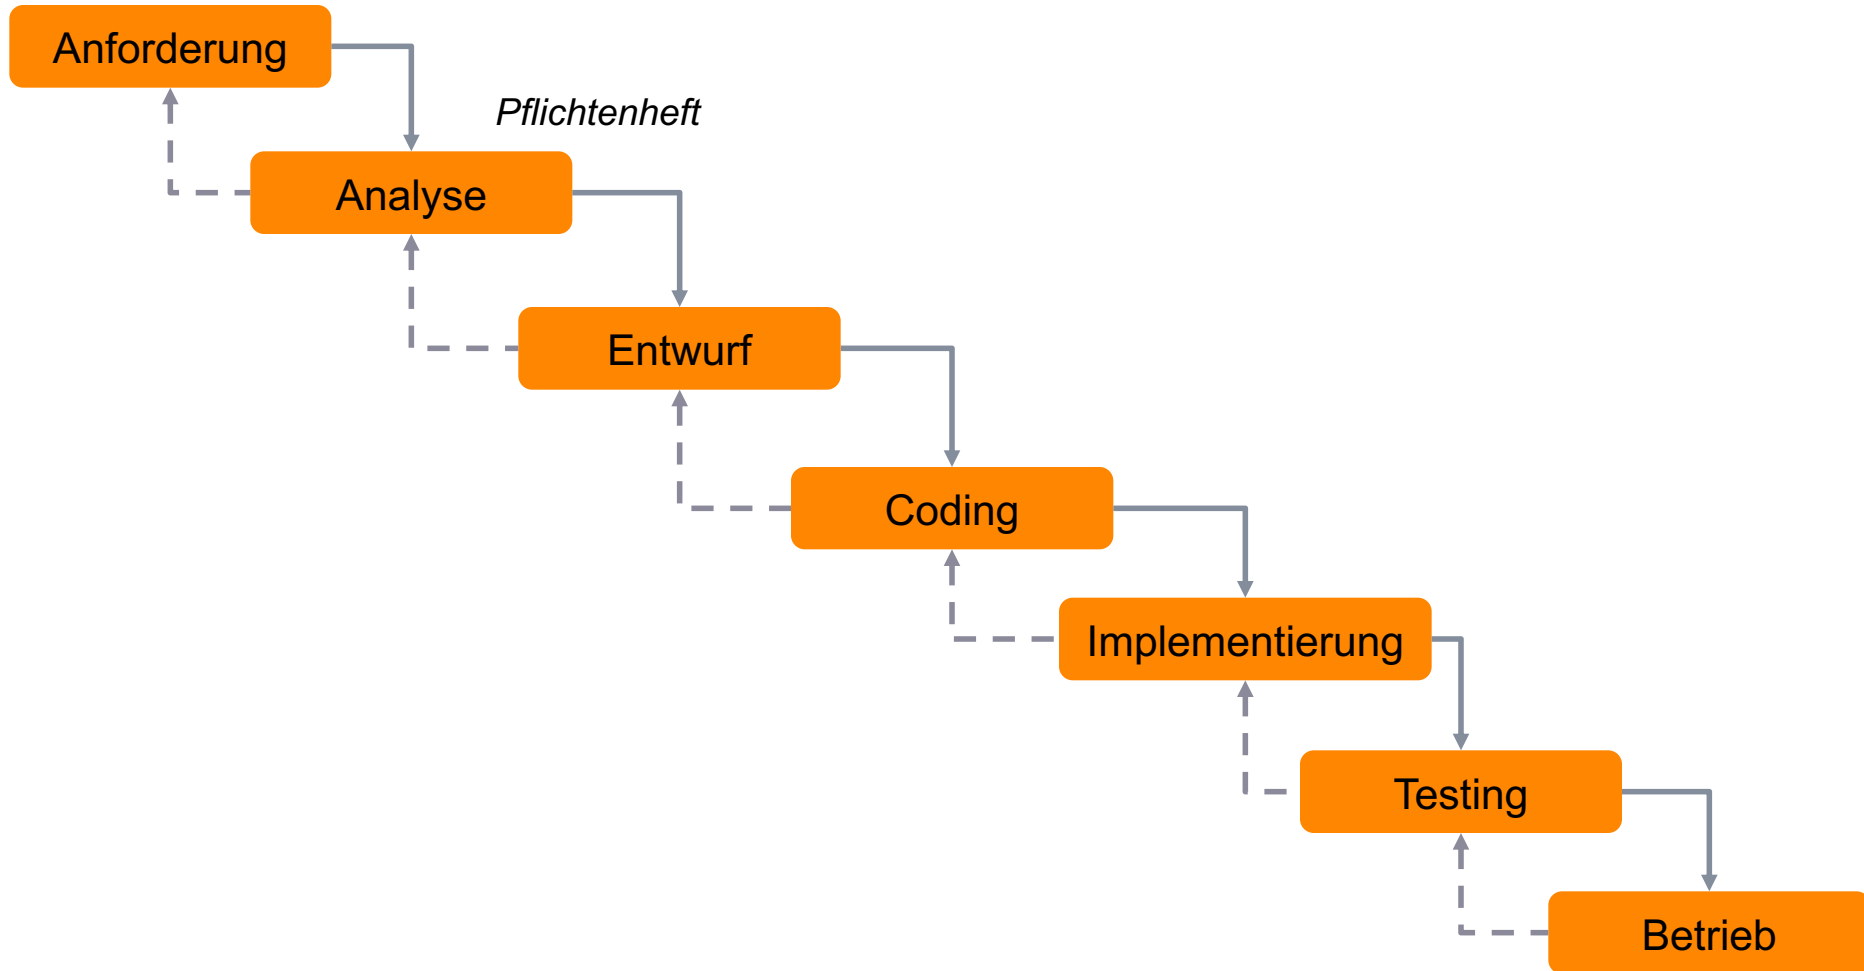 Anforderung
Pflichtenheft
Analyse
Entwurf
Coding
Implementierung
Testing
Betrieb